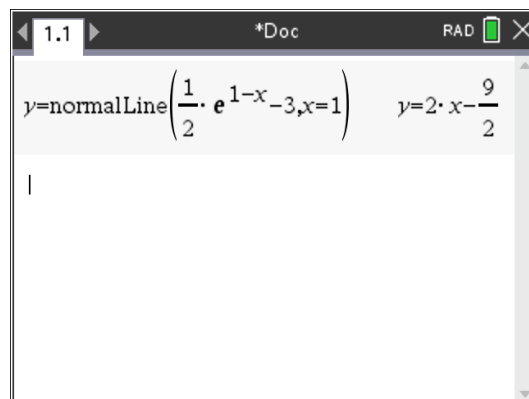 1.1 *Doc RAD
y=normalLine(1/2·e^(1-x)-3,x=1) y=2·x-9/2